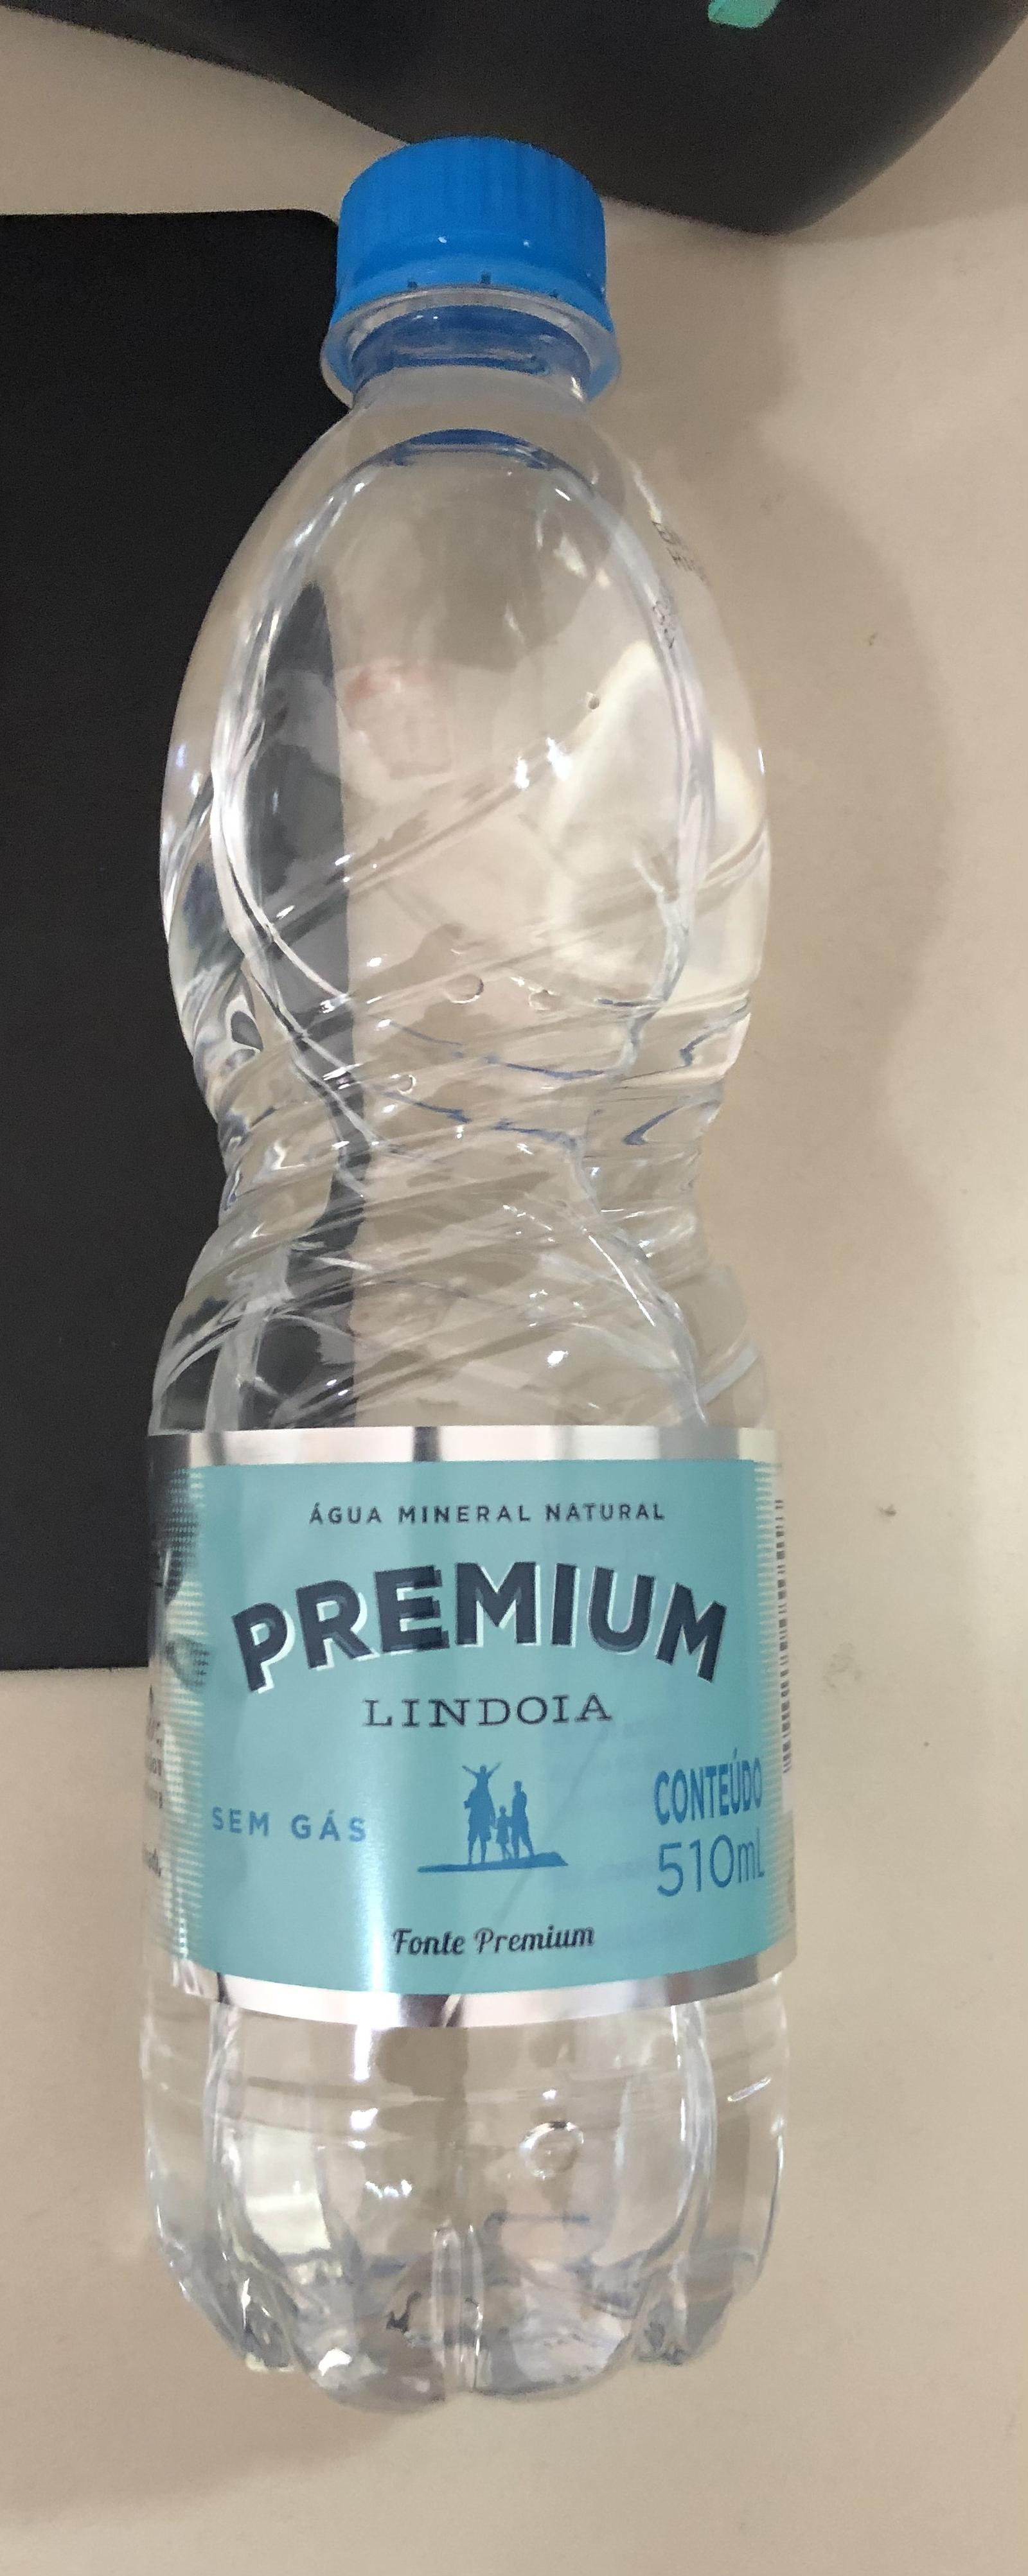 ÁGUA MINERAL NATURAL
PREMIUM
LINDOIA
SEM GÁS
CONTEÚDO
510mL
Fonte Premium